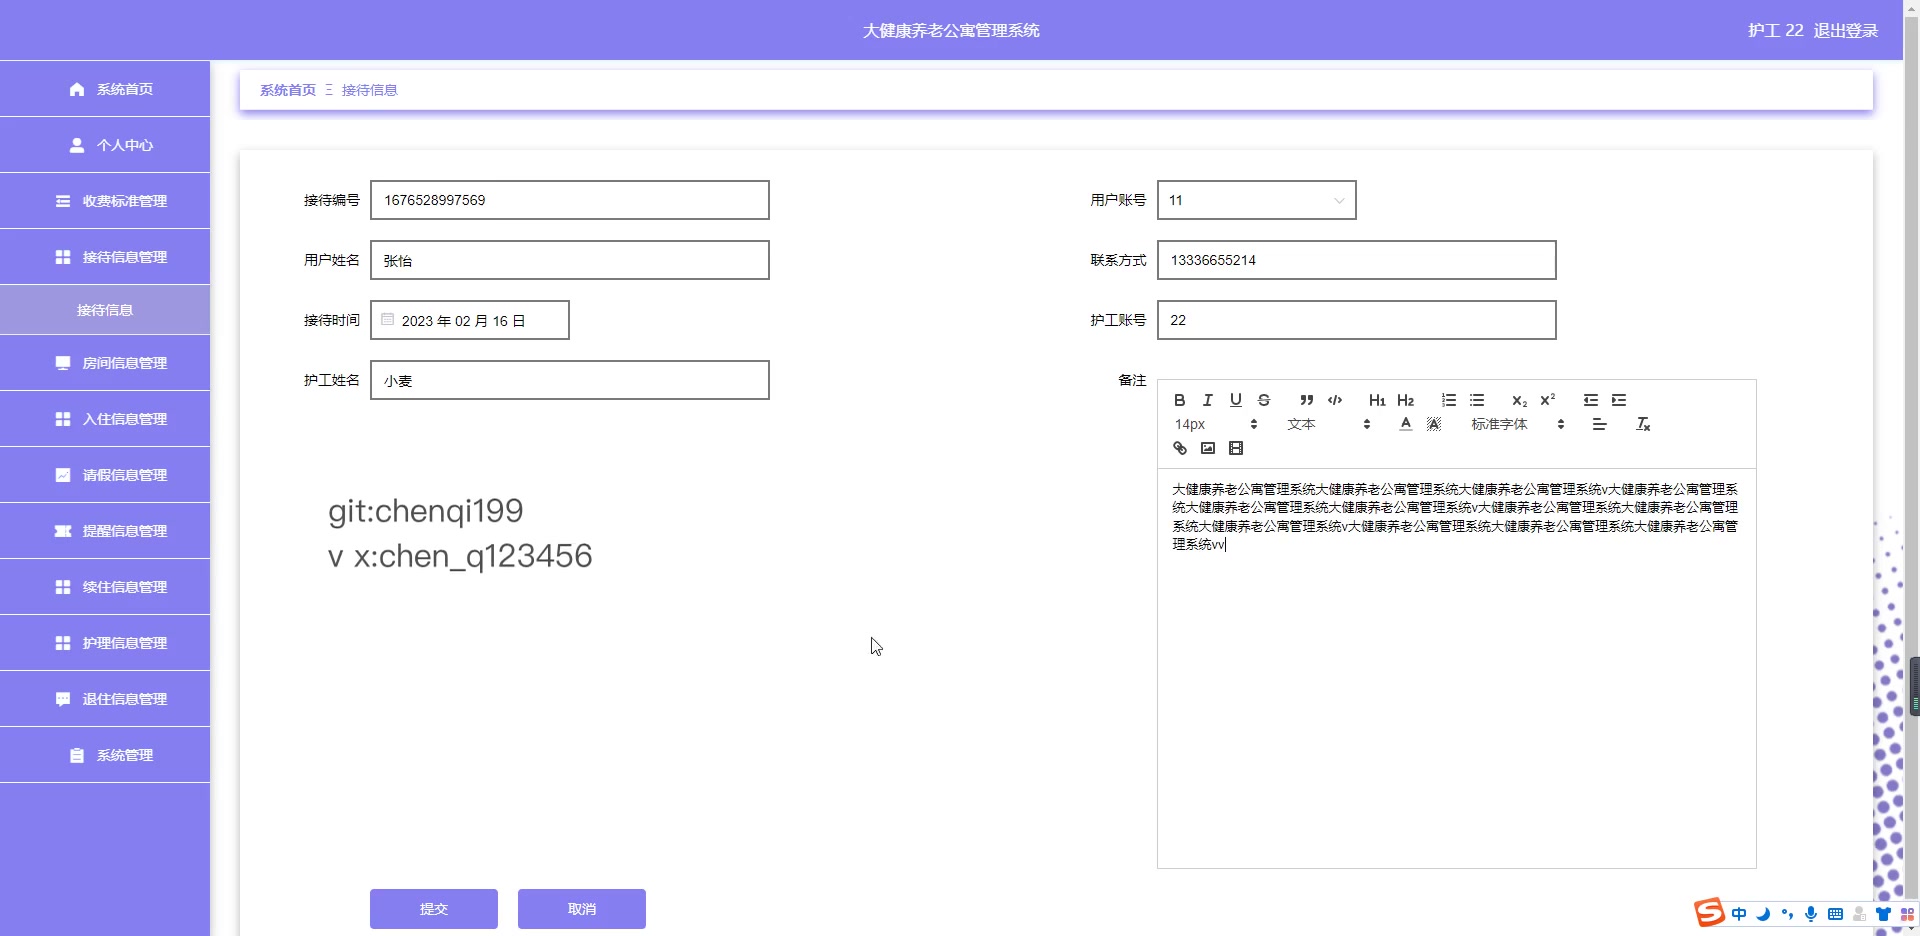 大健康养老公寓管理系统
护工 22 退出登录
系统首页
个人中心
收费标准管理
接待信息管理
接待信息
房间信息管理
入住信息管理
请假信息管理
提醒信息管理
续住信息管理
护理信息管理
退住信息管理
系统管理
系统首页 Ξ 接待信息
接待编号 1676528997569
用户账号 11
用户姓名 张怡
联系方式 13336655214
接待时间 2023 年 02 月 16 日
护工账号 22
护工姓名 小麦
备注
B I U S ” </> H1 H2 X₂ X²
14px 文本 A A 标准字体 Tx
大健康养老公寓管理系统大健康养老公寓管理系统大健康养老公寓管理系统v大健康养老公寓管理系
统大健康养老公寓管理系统大健康养老公寓管理系统v大健康养老公寓管理系统大健康养老公寓管理
系统大健康养老公寓管理系统v大健康养老公寓管理系统大健康养老公寓管理系统大健康养老公寓管
理系统vv
git:chenqi199
v x:chen_q123456
提交 取消
S 中